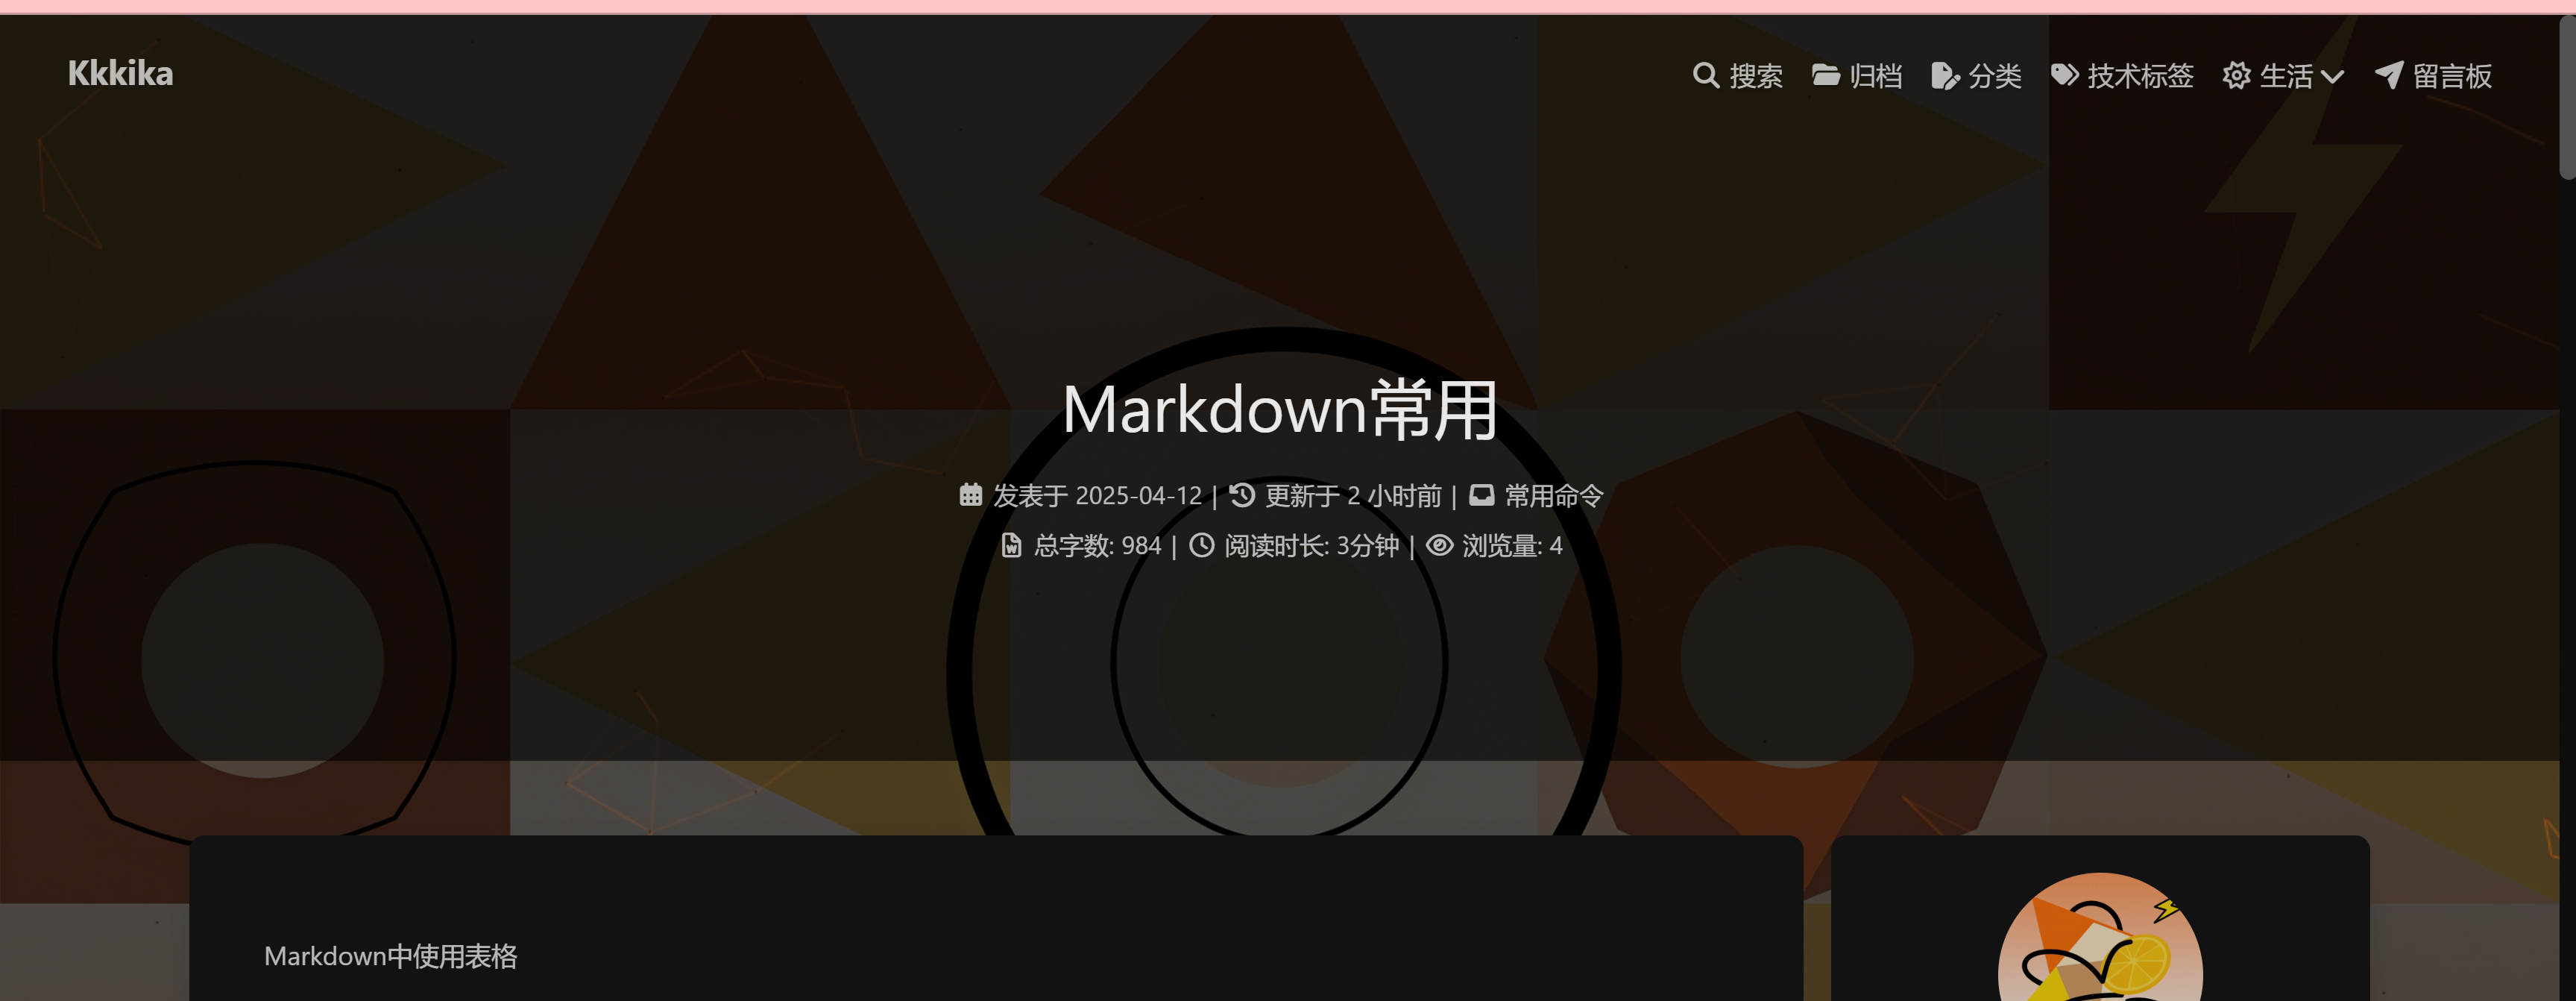 Kkkika
搜索 归档 分类 技术标签 生活 留言板
Markdown常用
发表于 2025-04-12 | 更新于 2 小时前 | 常用命令
总字数: 984 | 阅读时长: 3分钟 | 浏览量: 4
Markdown中使用表格